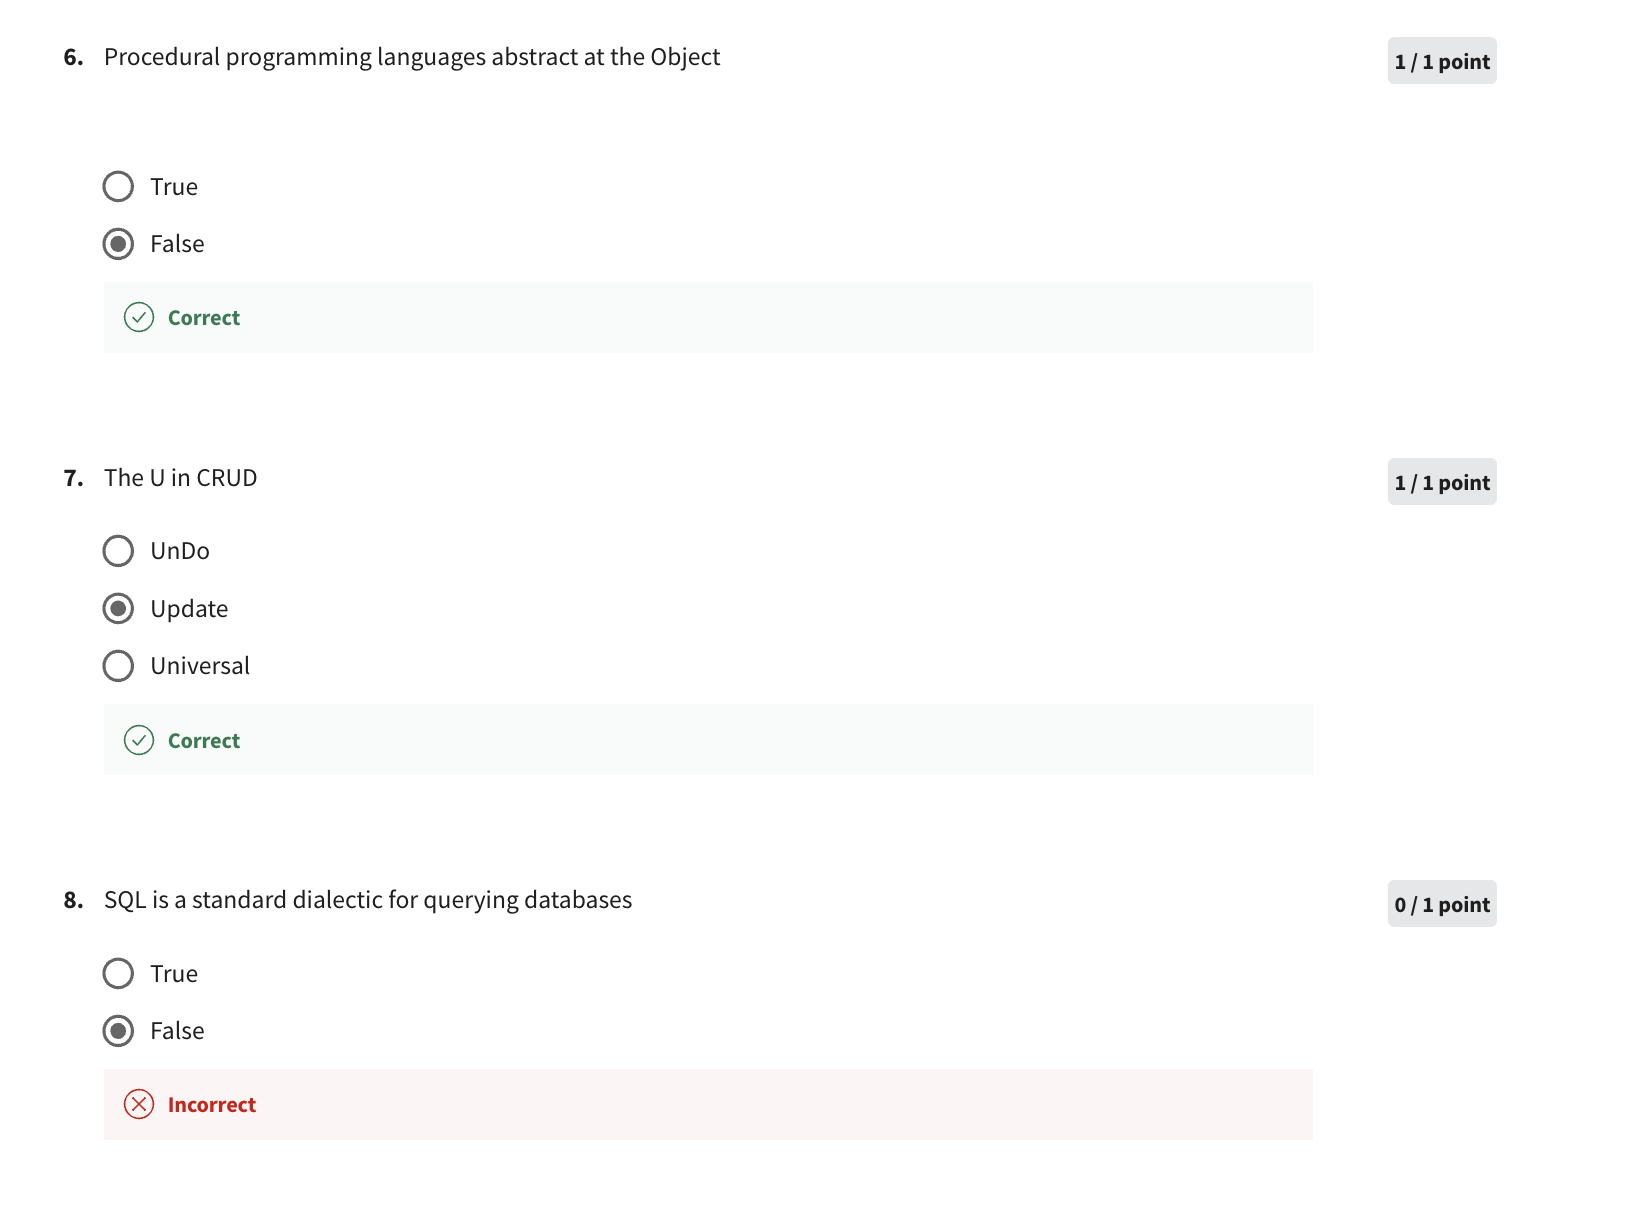 6. Procedural programming languages abstract at the Object
1 / 1 point
True
False
Correct
7. The U in CRUD
1 / 1 point
UnDo
Update
Universal
Correct
8. SQL is a standard dialectic for querying databases
0 / 1 point
True
False
Incorrect